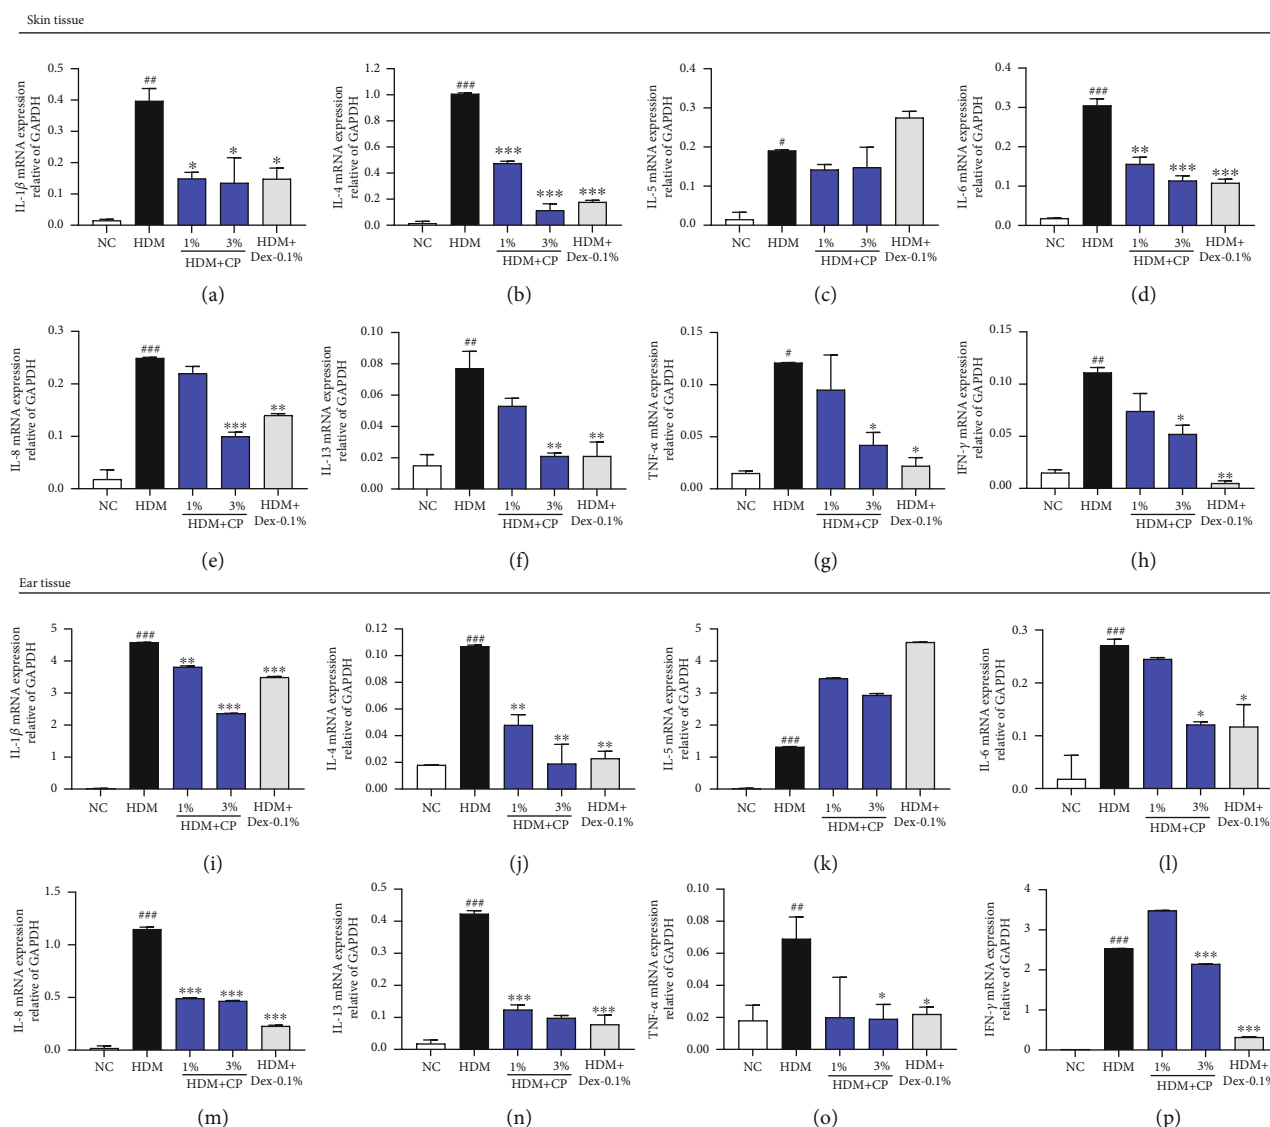 Skin tissue
IL-1β mRNA expression
relative of GAPDH
0.5
0.4
0.3
0.2
0.1
0.0
##
*
*
*
NC
HDM
1%
3%
HDM+
HDM+CP
Dex-0.1%
(a)
IL-4 mRNA expression
relative of GAPDH
1.2
1.0
0.8
0.6
0.4
0.2
0.0
###
***
***
***
NC
HDM
1%
3%
HDM+
HDM+CP
Dex-0.1%
(b)
IL-5 mRNA expression
relative of GAPDH
0.4
0.3
0.2
0.1
0.0
#
NC
HDM
1%
3%
HDM+
HDM+CP
Dex-0.1%
(c)
IL-6 mRNA expression
relative of GAPDH
0.4
0.3
0.2
0.1
0.0
###
**
***
***
NC
HDM
1%
3%
HDM+
HDM+CP
Dex-0.1%
(d)
IL-8 mRNA expression
relative of GAPDH
0.3
0.2
0.1
0.0
###
***
**
NC
HDM
1%
3%
HDM+
HDM+CP
Dex-0.1%
(e)
IL-13 mRNA expression
relative of GAPDH
0.10
0.08
0.06
0.04
0.02
0.00
##
**
**
NC
HDM
1%
3%
HDM+
HDM+CP
Dex-0.1%
(f)
TNF-α mRNA expression
relative of GAPDH
0.15
0.10
0.05
0.00
#
*
*
NC
HDM
1%
3%
HDM+
HDM+CP
Dex-0.1%
(g)
IFN-γ mRNA expression
relative of GAPDH
0.15
0.10
0.05
0.00
##
*
**
NC
HDM
1%
3%
HDM+
HDM+CP
Dex-0.1%
(h)
Ear tissue
IL-1β mRNA expression
relative of GAPDH
5
4
3
2
1
0
###
**
***
***
NC
HDM
1%
3%
HDM+
HDM+CP
Dex-0.1%
(i)
IL-4 mRNA expression
relative of GAPDH
0.12
0.10
0.08
0.06
0.04
0.02
0.00
###
**
**
**
NC
HDM
1%
3%
HDM+
HDM+CP
Dex-0.1%
(j)
IL-5 mRNA expression
relative of GAPDH
5
4
3
2
1
0
###
NC
HDM
1%
3%
HDM+
HDM+CP
Dex-0.1%
(k)
IL-6 mRNA expression
relative of GAPDH
0.3
0.2
0.1
0.0
###
*
*
NC
HDM
1%
3%
HDM+
HDM+CP
Dex-0.1%
(l)
IL-8 mRNA expression
relative of GAPDH
1.5
1.0
0.5
0
###
***
***
***
NC
HDM
1%
3%
HDM+
HDM+CP
Dex-0.1%
(m)
IL-13 mRNA expression
relative of GAPDH
0.5
0.4
0.3
0.2
0.1
0.0
###
***
***
NC
HDM
1%
3%
HDM+
HDM+CP
Dex-0.1%
(n)
TNF-α mRNA expression
relative of GAPDH
0.10
0.08
0.06
0.04
0.02
0.00
##
*
*
NC
HDM
1%
3%
HDM+
HDM+CP
Dex-0.1%
(o)
IFN-γ mRNA expression
relative of GAPDH
4
3
2
1
0
###
***
***
NC
HDM
1%
3%
HDM+
HDM+CP
Dex-0.1%
(p)